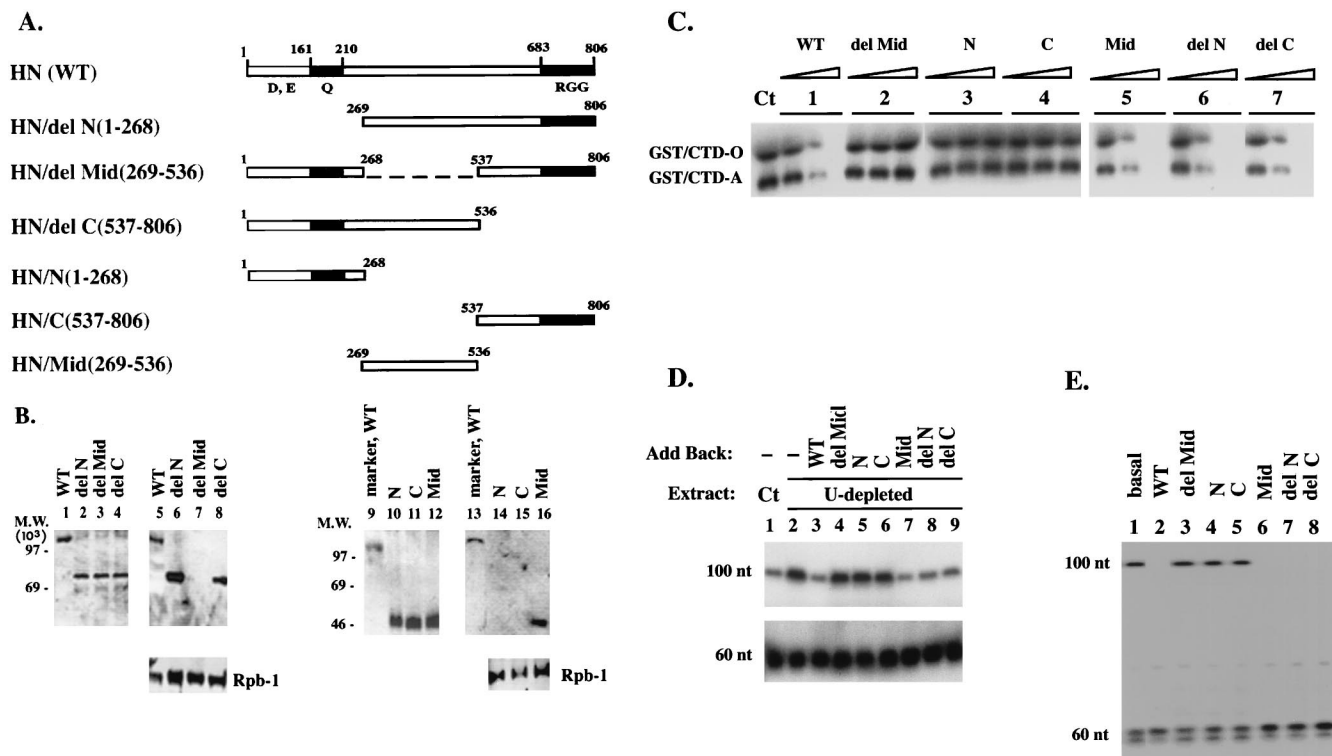 A.
1 161 210 683 806
HN (WT)
D, E Q RGG
269 806
HN/del N(1-268)
1 268 537 806
HN/del Mid(269-536)
1 536
HN/del C(537-806)
1 268
HN/N(1-268)
537 806
HN/C(537-806)
269 536
HN/Mid(269-536)
B.
WT del N del Mid del C
1 2 3 4
WT del N del Mid del C
5 6 7 8
M.W.
(10³)
97 -
69 -
Rpb-1
marker, WT N C Mid
9 10 11 12
marker, WT N C Mid
13 14 15 16
M.W.
97 -
69 -
46 -
Rpb-1
C.
WT del Mid N C Mid del N del C
Ct 1 2 3 4 5 6 7
GST/CTD-O
GST/CTD-A
D.
Add Back: – – WT del Mid N C Mid del N del C
Extract: Ct U-depleted
1 2 3 4 5 6 7 8 9
100 nt
60 nt
E.
basal WT del Mid N C Mid del N del C
1 2 3 4 5 6 7 8
100 nt
60 nt